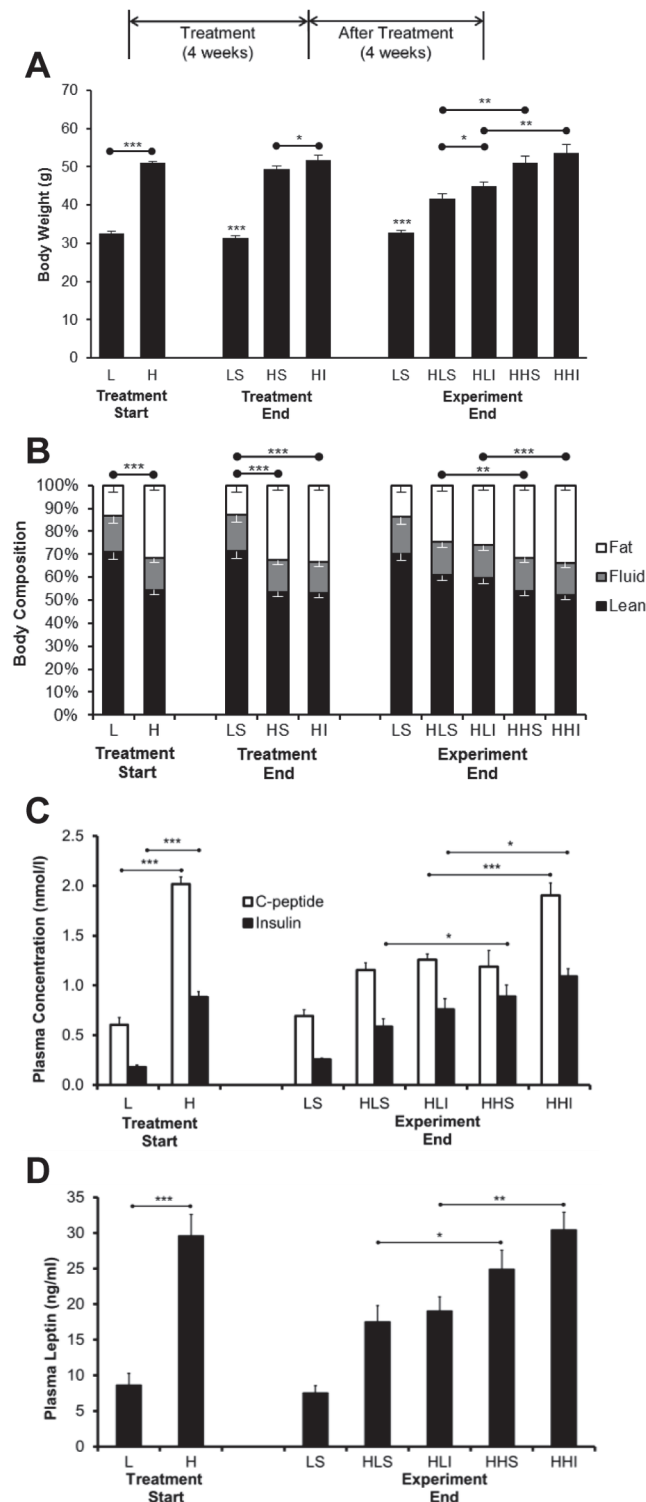 Treatment
(4 weeks)
After Treatment
(4 weeks)
A
Body Weight (g)
70
60
50
40
30
20
10
0
***
***
*
***
**
*
**
L
H
LS
HS
HI
LS
HLS
HLI
HHS
HHI
Treatment
Start
Treatment
End
Experiment
End
B
Body Composition
100%
90%
80%
70%
60%
50%
40%
30%
20%
10%
0%
***
***
***
**
***
Fat
Fluid
Lean
L
H
LS
HS
HI
LS
HLS
HLI
HHS
HHI
Treatment
Start
Treatment
End
Experiment
End
C
Plasma Concentration (nmol/l)
2.5
2.0
1.5
1.0
0.5
0.0
***
***
C-peptide
Insulin
*
***
*
L
H
LS
HLS
HLI
HHS
HHI
Treatment
Start
Experiment
End
D
Plasma Leptin (ng/ml)
35
30
25
20
15
10
5
0
***
*
**
L
H
LS
HLS
HLI
HHS
HHI
Treatment
Start
Experiment
End